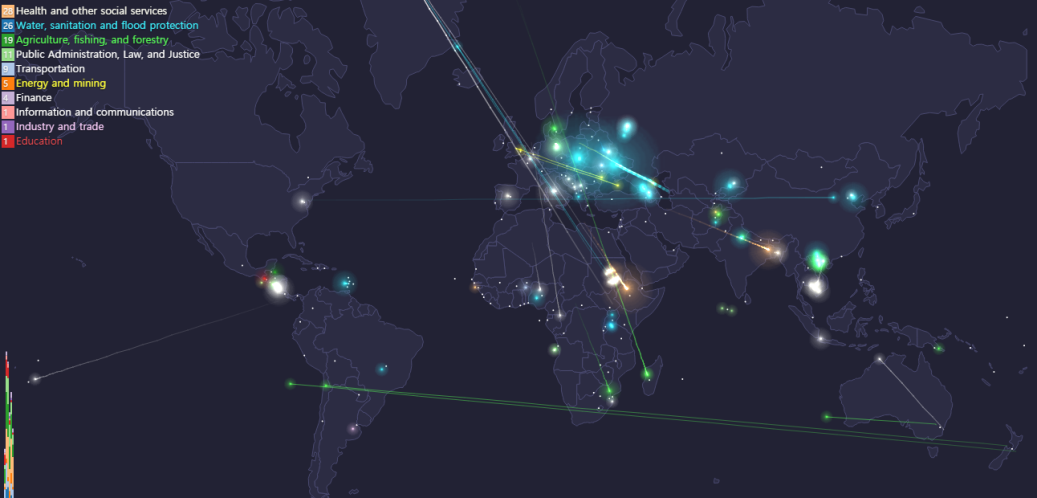 28 Health and other social services
26 Water, sanitation and flood protection
19 Agriculture, fishing, and forestry
11 Public Administration, Law, and Justice
9 Transportation
5 Energy and mining
4 Finance
1 Information and communications
1 Industry and trade
1 Education